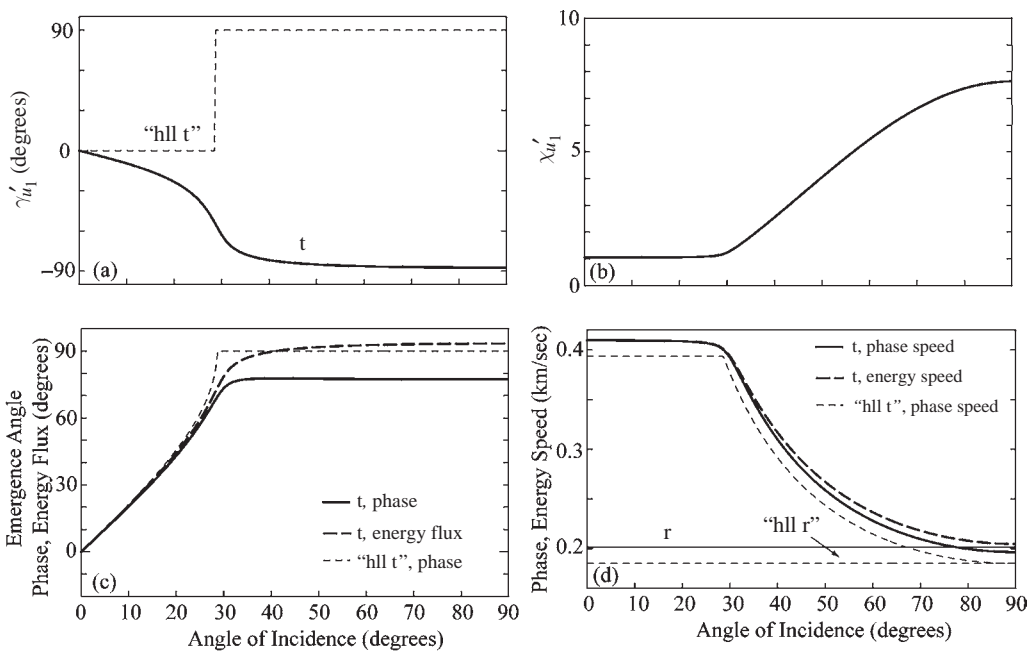 90
0
−90
γ′u1 (degrees)
"hll t"
t
(a)
10
5
0
χ′u1
(b)
90
60
30
0
Emergence Angle
Phase, Energy Flux (degrees)
t, phase
t, energy flux
"hll t", phase
(c)
0 10 20 30 40 50 60 70 80 90
Angle of Incidence (degrees)
0.4
0.3
0.2
Phase, Energy Speed (km/sec)
t, phase speed
t, energy speed
"hll t", phase speed
"hll r"
r
(d)
0 10 20 30 40 50 60 70 80 90
Angle of Incidence (degrees)